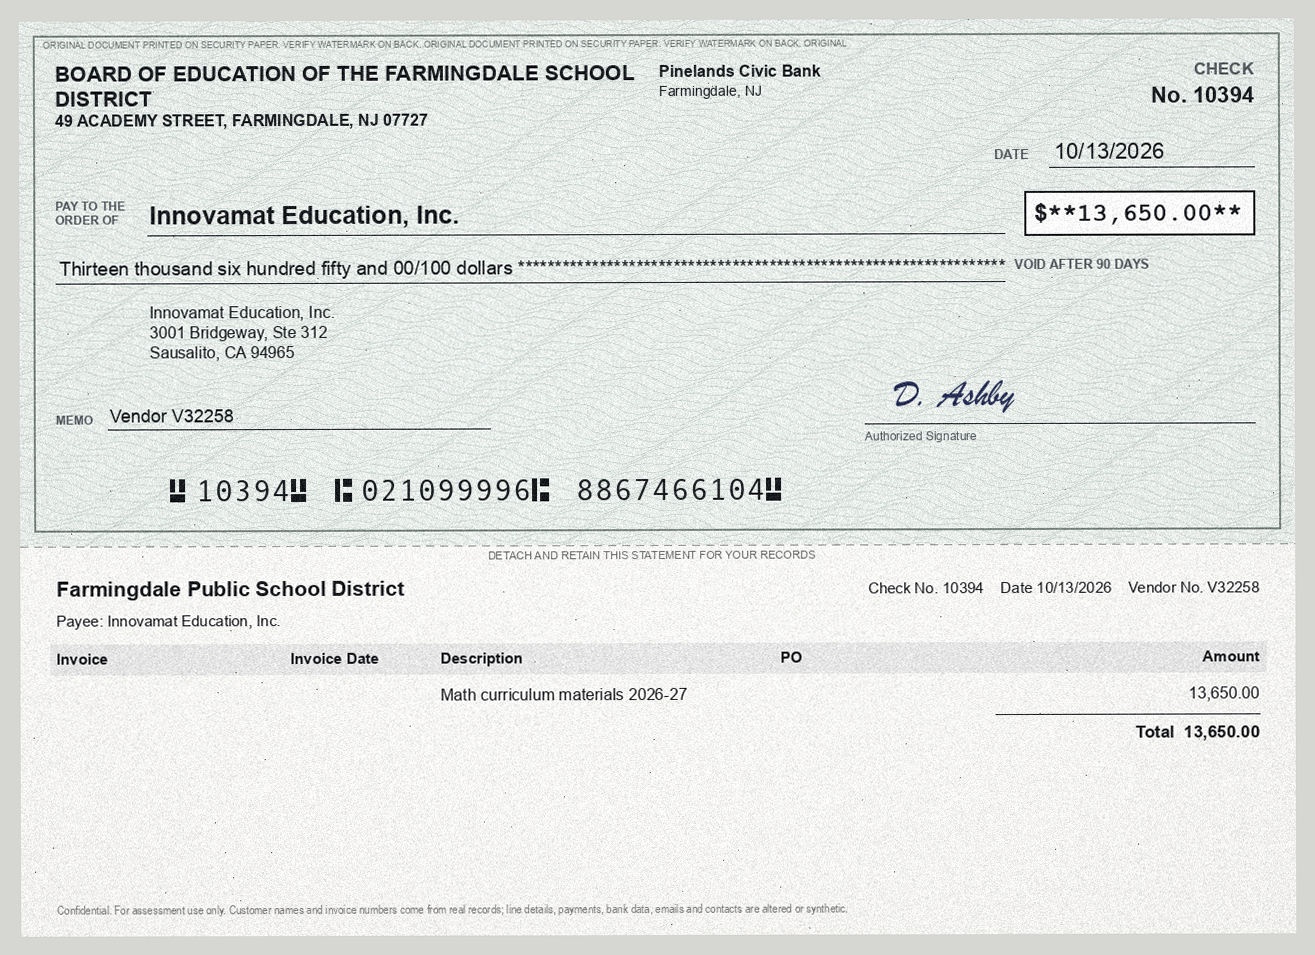 ORIGINAL DOCUMENT PRINTED ON SECURITY PAPER. VERIFY WATERMARK ON BACK. ORIGINAL DOCUMENT PRINTED ON SECURITY PAPER. VERIFY WATERMARK ON BACK. ORIGINAL
BOARD OF EDUCATION OF THE FARMINGDALE SCHOOL
DISTRICT
49 ACADEMY STREET, FARMINGDALE, NJ 07727
Pinelands Civic Bank
Farmingdale, NJ
CHECK
No. 10394
DATE 10/13/2026
PAY TO THE
ORDER OF
Innovamat Education, Inc.
$**13,650.00**
Thirteen thousand six hundred fifty and 00/100 dollars ****************************************************************** VOID AFTER 90 DAYS
Innovamat Education, Inc.
3001 Bridgeway, Ste 312
Sausalito, CA 94965
MEMO Vendor V32258
D. Ashby
Authorized Signature
⑈10394⑈ ⑆021099996⑆ 8867466104⑈
DETACH AND RETAIN THIS STATEMENT FOR YOUR RECORDS
Farmingdale Public School District
Check No. 10394 Date 10/13/2026 Vendor No. V32258
Payee: Innovamat Education, Inc.
Invoice Invoice Date Description PO Amount
Math curriculum materials 2026-27 13,650.00
Total 13,650.00
Confidential. For assessment use only. Customer names and invoice numbers come from real records; line details, payments, bank data, emails and contacts are altered or synthetic.